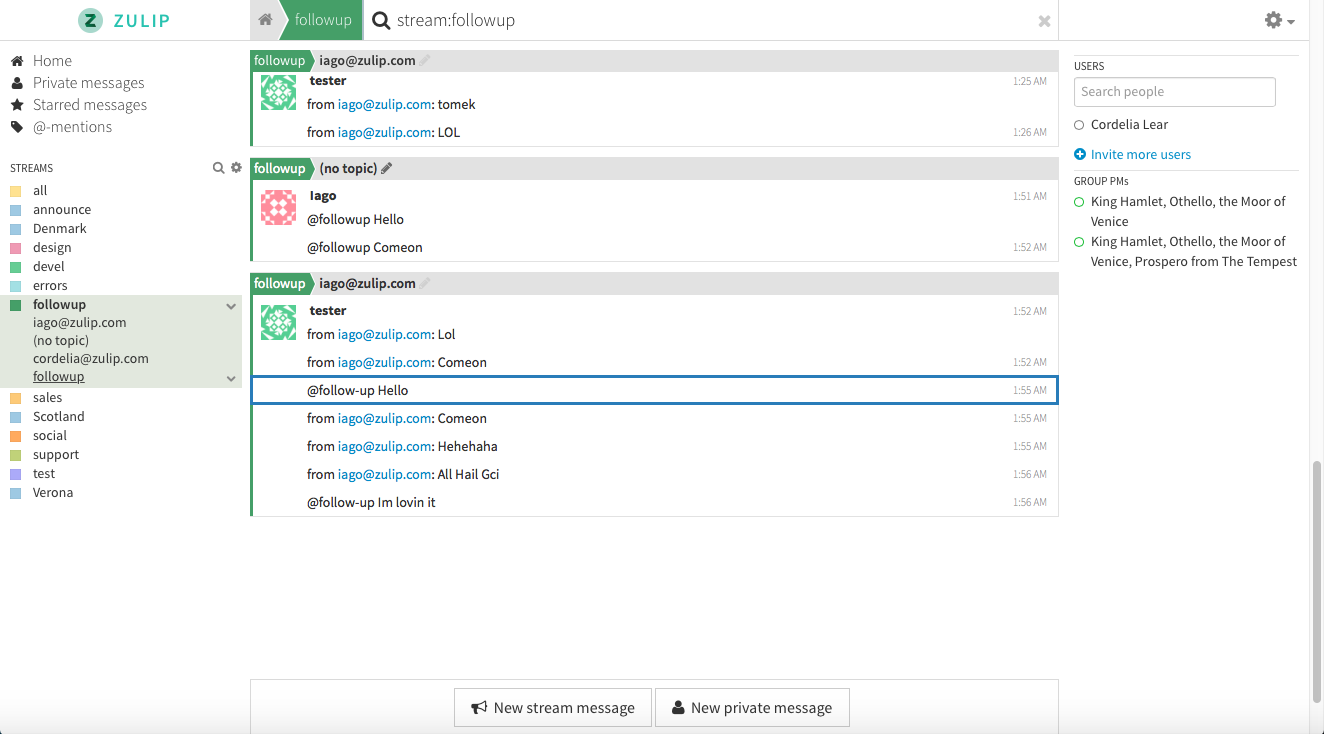 Z ZULIP
followup
stream:followup
Home
Private messages
Starred messages
@-mentions
STREAMS
all
announce
Denmark
design
devel
errors
followup
iago@zulip.com
(no topic)
cordelia@zulip.com
followup
sales
Scotland
social
support
test
Verona
followup iago@zulip.com
tester 1:25 AM
from iago@zulip.com: tomek
from iago@zulip.com: LOL 1:26 AM
followup (no topic)
Iago 1:51 AM
@followup Hello
@followup Comeon 1:52 AM
followup iago@zulip.com
tester 1:52 AM
from iago@zulip.com: Lol
from iago@zulip.com: Comeon 1:52 AM
@follow-up Hello 1:55 AM
from iago@zulip.com: Comeon 1:55 AM
from iago@zulip.com: Hehehaha 1:55 AM
from iago@zulip.com: All Hail Gci 1:56 AM
@follow-up Im lovin it 1:56 AM
New stream message
New private message
USERS
Search people
Cordelia Lear
Invite more users
GROUP PMs
King Hamlet, Othello, the Moor of
Venice
King Hamlet, Othello, the Moor of
Venice, Prospero from The Tempest